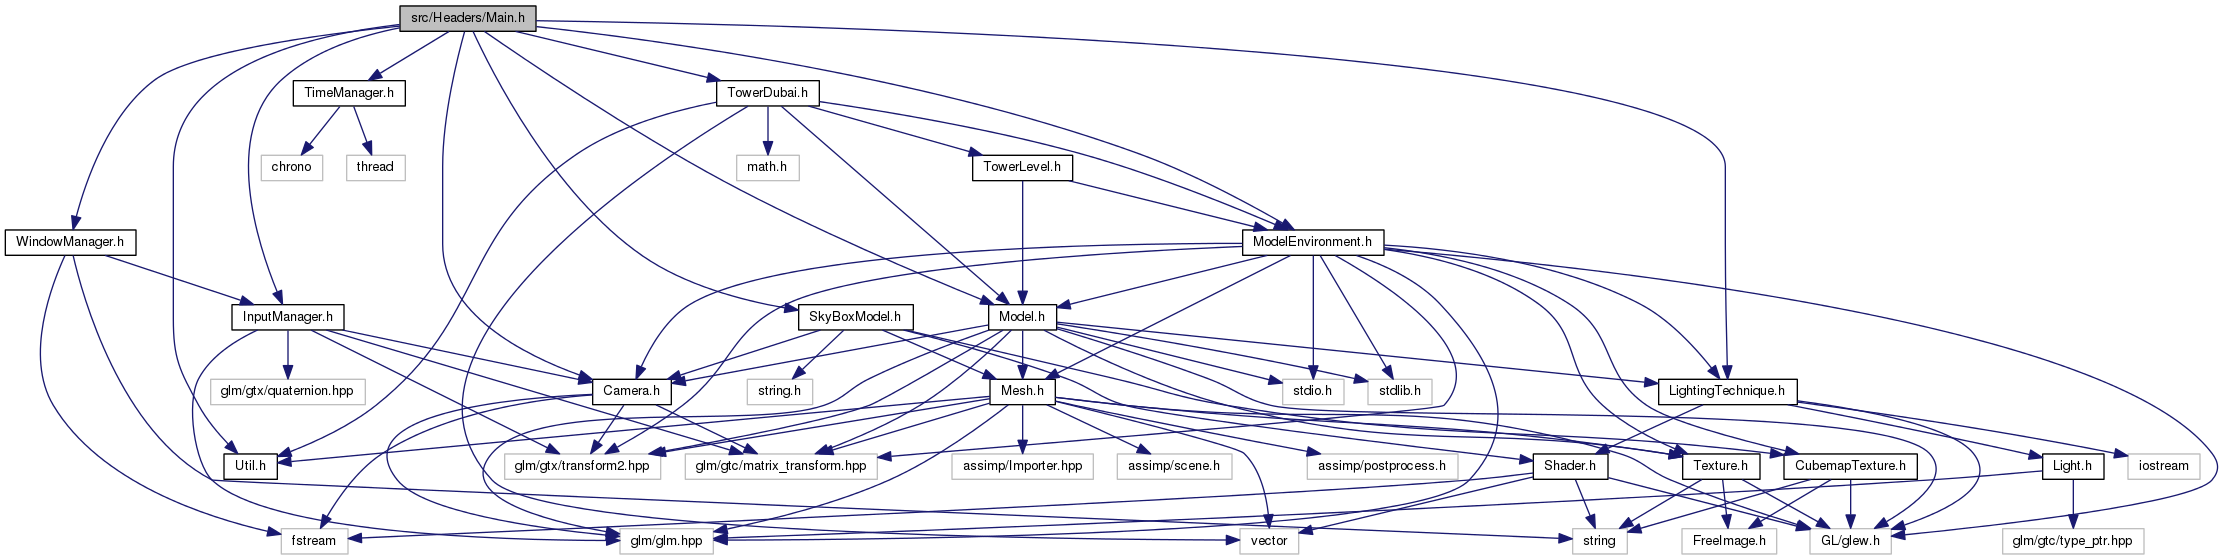 src/Headers/Main.h
TimeManager.h
TowerDubai.h
chrono
thread
math.h
TowerLevel.h
WindowManager.h
ModelEnvironment.h
InputManager.h
SkyBoxModel.h
Model.h
glm/gtx/quaternion.hpp
Camera.h
string.h
Mesh.h
stdio.h
stdlib.h
LightingTechnique.h
Util.h
glm/gtx/transform2.hpp
glm/gtc/matrix_transform.hpp
assimp/Importer.hpp
assimp/scene.h
assimp/postprocess.h
Shader.h
Texture.h
CubemapTexture.h
Light.h
iostream
fstream
glm/glm.hpp
vector
string
FreeImage.h
GL/glew.h
glm/gtc/type_ptr.hpp